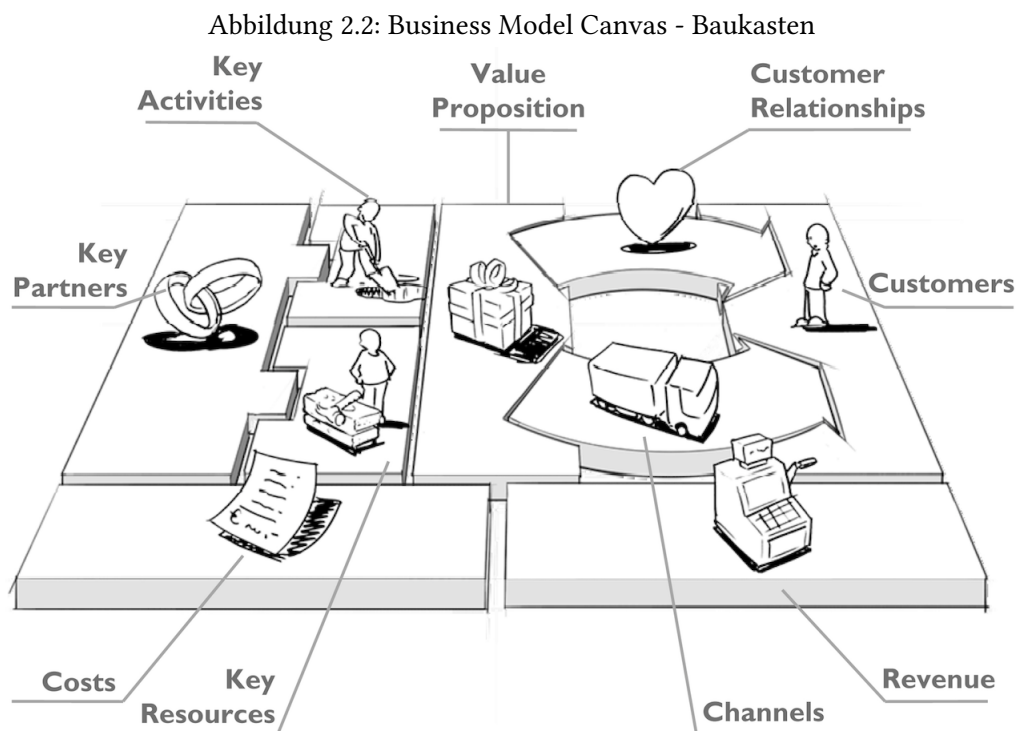 Abbildung 2.2: Business Model Canvas - Baukasten
Key
Activities
Value
Proposition
Customer
Relationships
Key
Partners
Customers
€
Costs
Key
Resources
Channels
Revenue